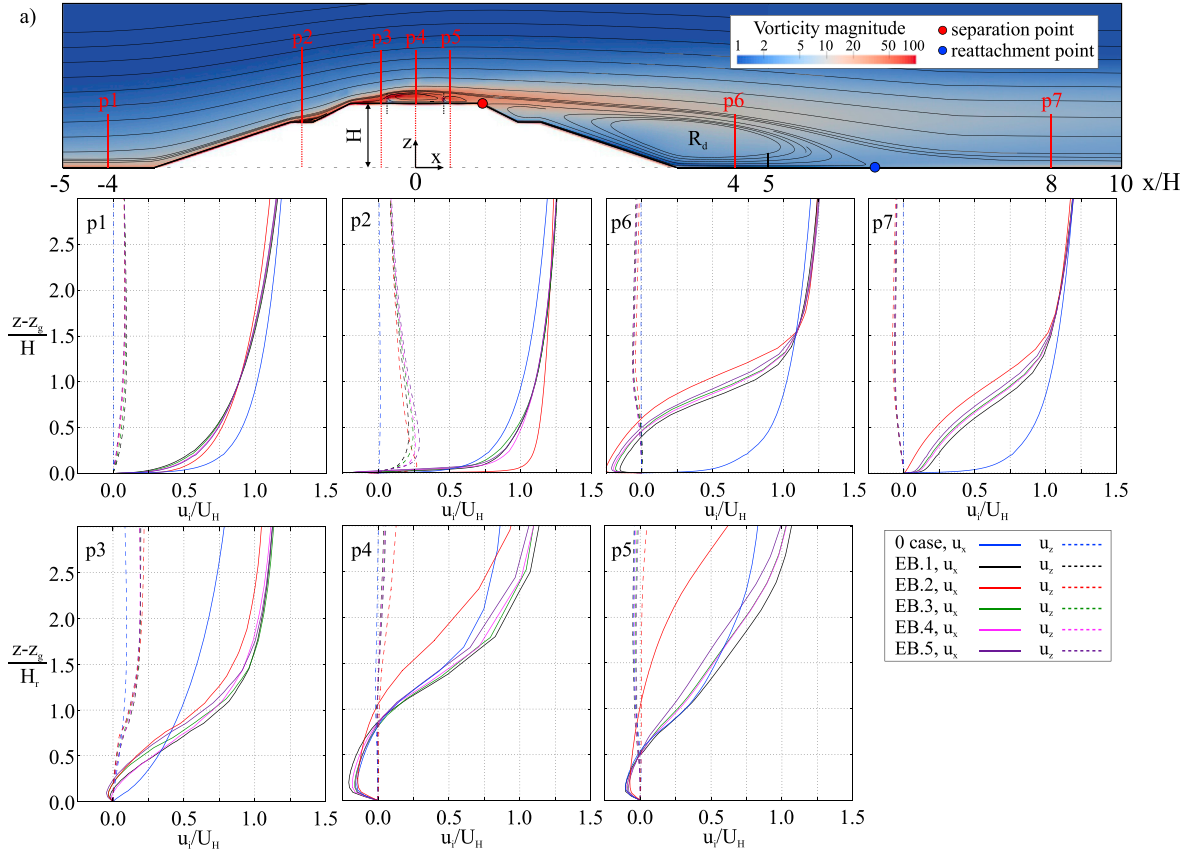 a)
Vorticity magnitude
1 2 5 10 20 50 100
separation point
reattachment point
p1 p2 p3 p4 p5 p6 p7
H z x R_d
-5 -4 0 4 5 8 10 x/H
p1 p2 p6 p7
z-z_g
H
2.5
2.0
1.5
1.0
0.5
0.0
0.0 0.5 1.0 1.5 0.0 0.5 1.0 1.5 0.0 0.5 1.0 1.5 0.0 0.5 1.0 1.5
u_i/U_H u_i/U_H u_i/U_H u_i/U_H
p3 p4 p5
z-z_g
H_r
2.5
2.0
1.5
1.0
0.5
0.0
0.0 0.5 1.0 1.5 0.0 0.5 1.0 1.5 0.0 0.5 1.0 1.5
u_i/U_H u_i/U_H u_i/U_H
0 case, u_x u_z
EB.1, u_x u_z
EB.2, u_x u_z
EB.3, u_x u_z
EB.4, u_x u_z
EB.5, u_x u_z